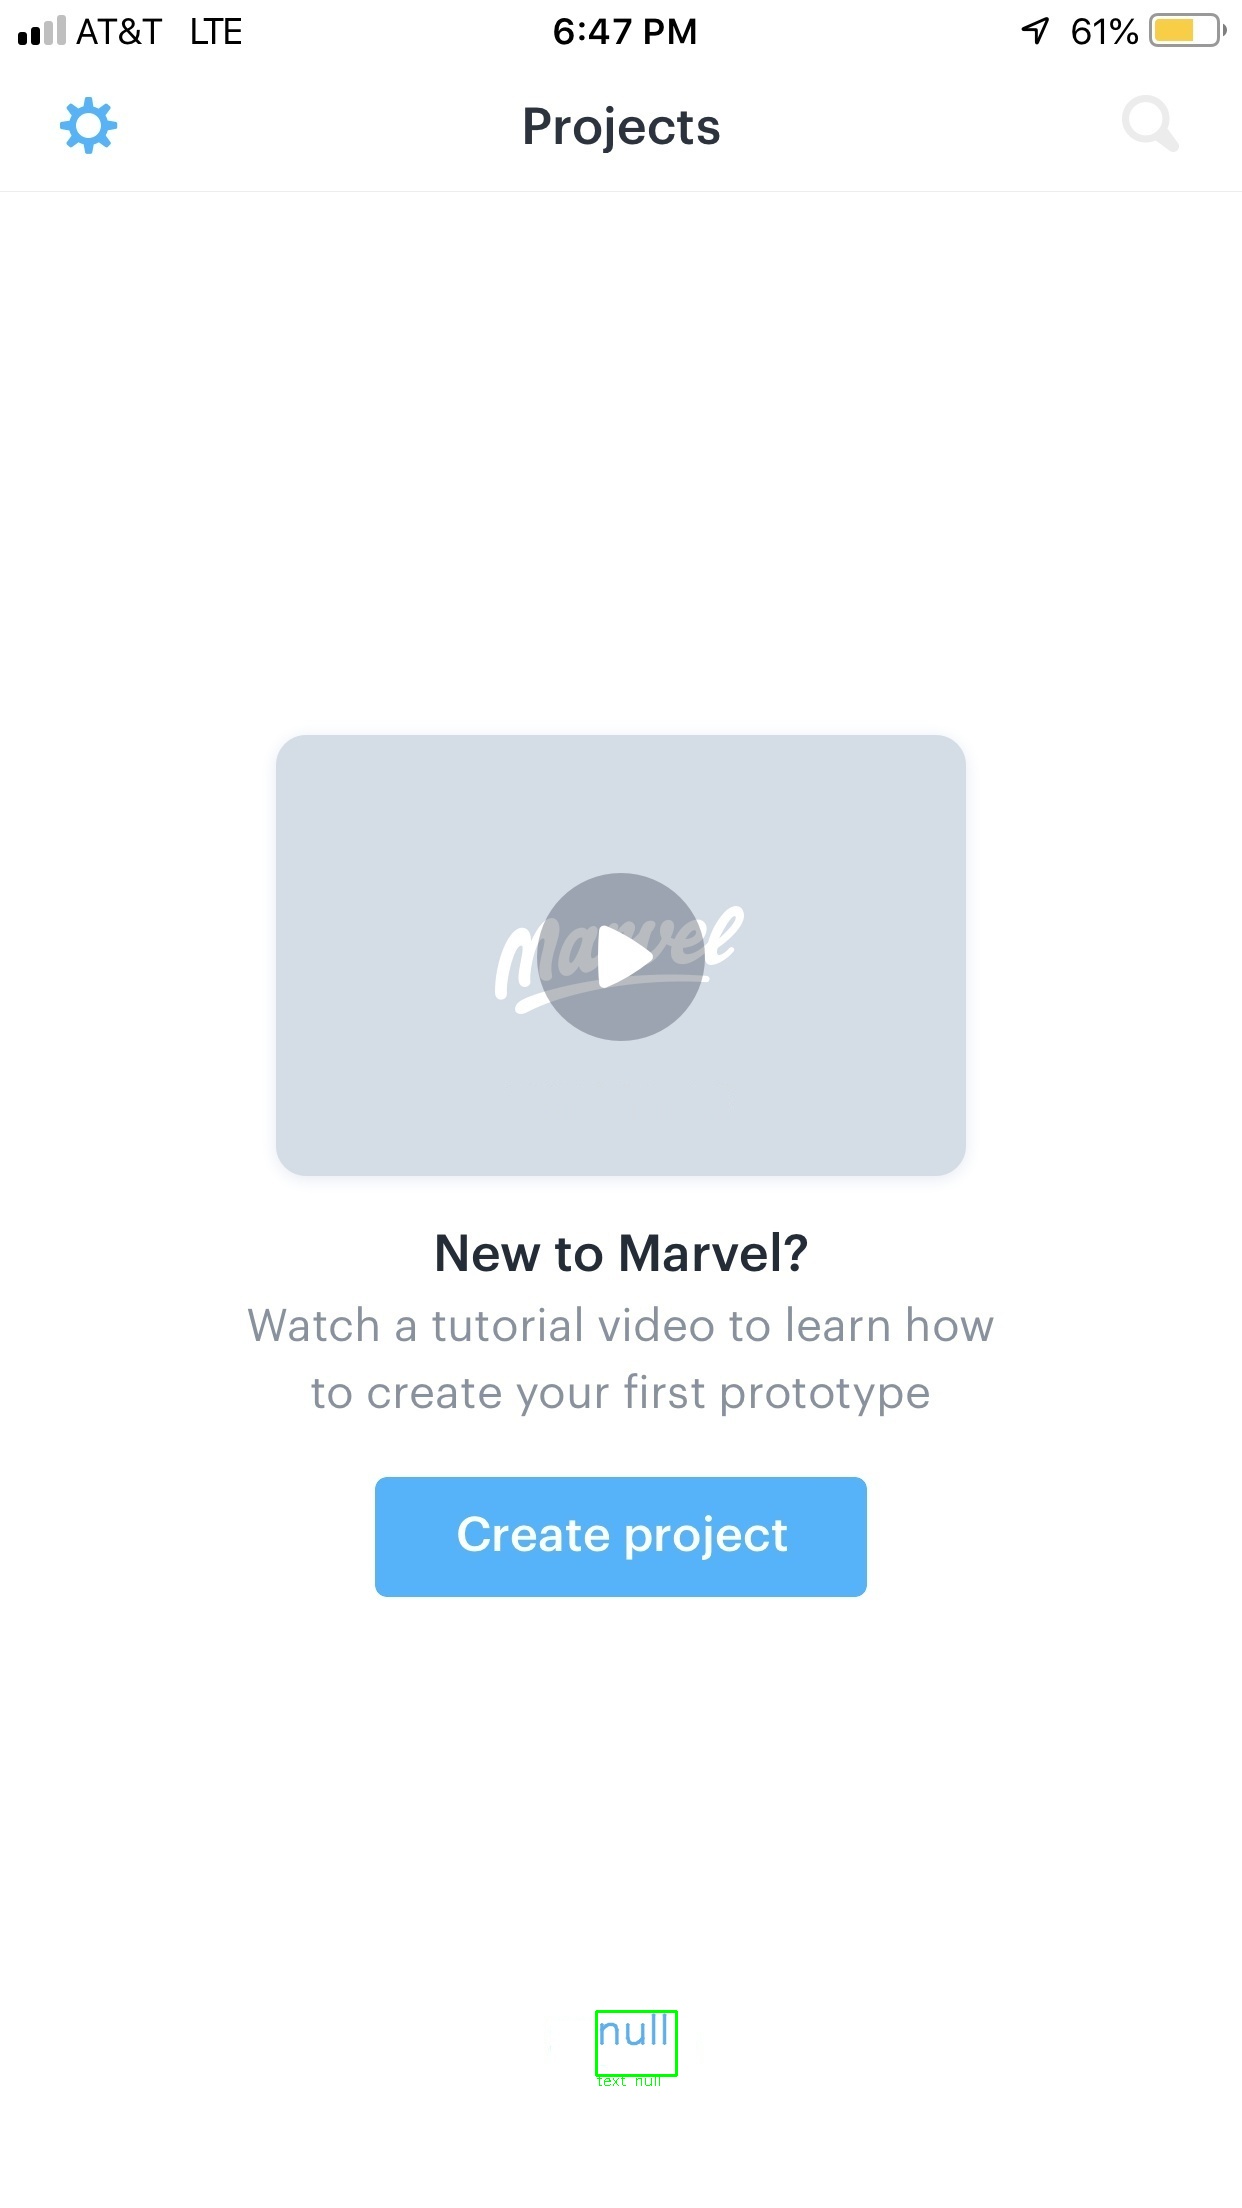 AT&T LTE 6:47 PM 61%
Projects
Marvel
New to Marvel?
Watch a tutorial video to learn how
to create your first prototype
Create project
null
text null